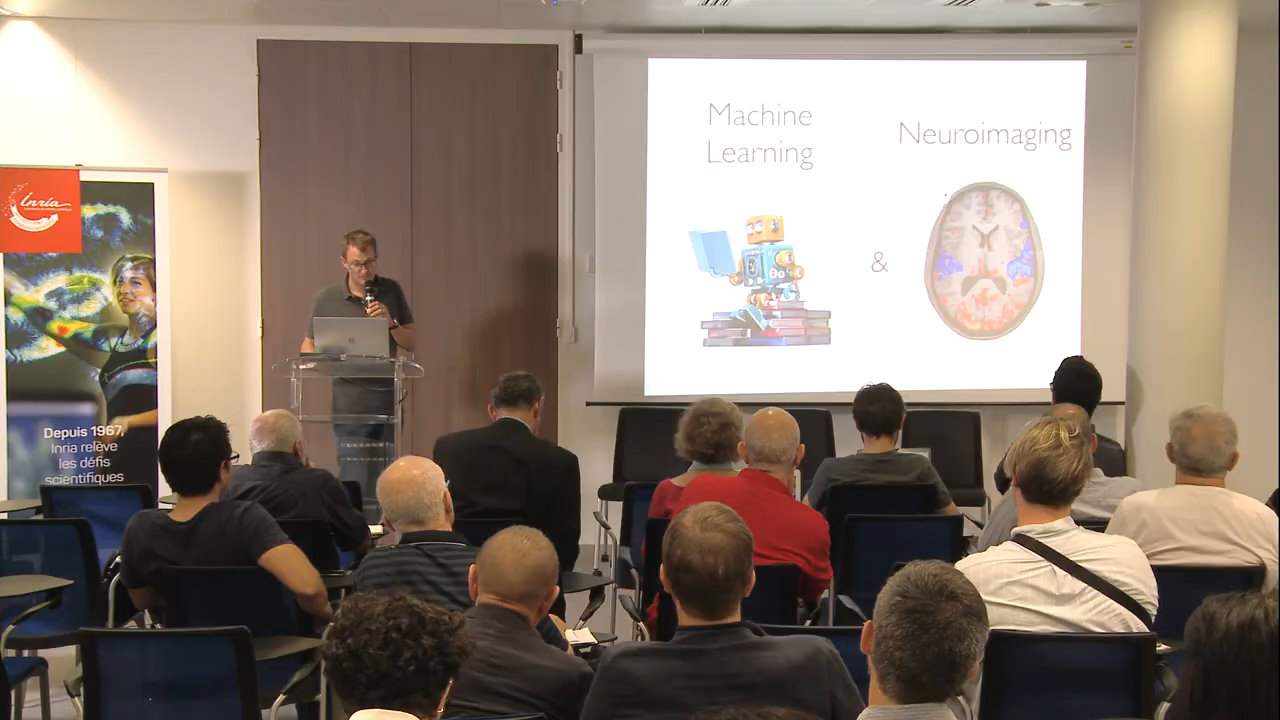 Machine
Learning
Neuroimaging
&
Inria
Depuis 1967,
Inria relève
les défis
scientifiques